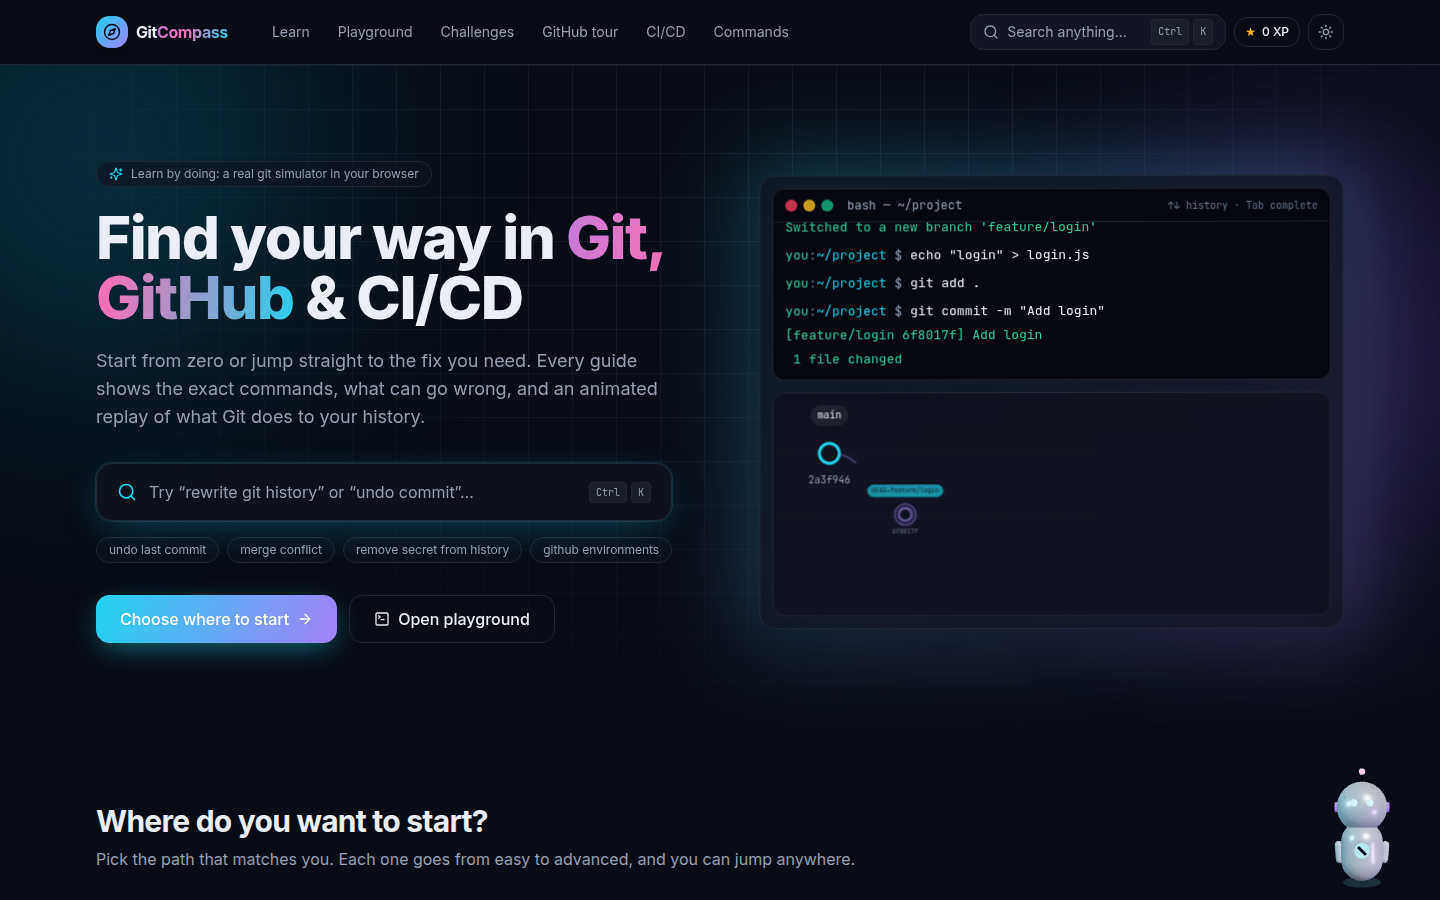 GitCompass
Learn
Playground
Challenges
GitHub tour
CI/CD
Commands
Search anything...
Ctrl
K
★ 0 XP
Learn by doing: a real git simulator in your browser
Find your way in Git,
GitHub & CI/CD
Start from zero or jump straight to the fix you need. Every guide
shows the exact commands, what can go wrong, and an animated
replay of what Git does to your history.
Try “rewrite git history” or “undo commit”...
Ctrl
K
undo last commit
merge conflict
remove secret from history
github environments
Choose where to start →
Open playground
bash — ~/project
↑↓ history · Tab complete
Switched to a new branch 'feature/login'
you:~/project $ echo "login" > login.js
you:~/project $ git add .
you:~/project $ git commit -m "Add login"
[feature/login 6f8017f] Add login
1 file changed
main
2a3f946
HEAD→feature/login
6f8017f
Where do you want to start?
Pick the path that matches you. Each one goes from easy to advanced, and you can jump anywhere.